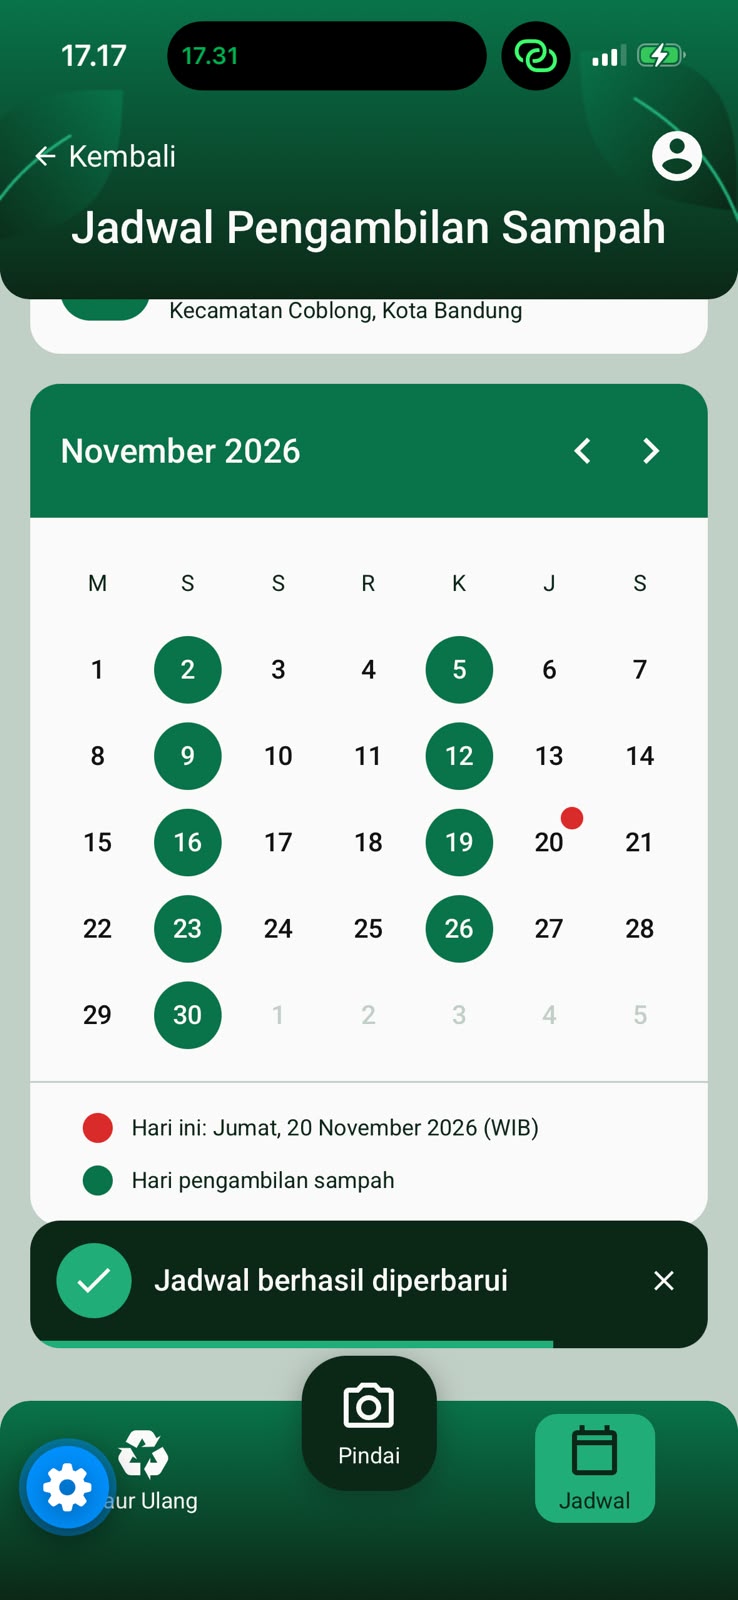 17.17
17.31
Kembali
Jadwal Pengambilan Sampah
Kecamatan Coblong, Kota Bandung
November 2026
M S S R K J S
1 2 3 4 5 6 7
8 9 10 11 12 13 14
15 16 17 18 19 20 21
22 23 24 25 26 27 28
29 30 1 2 3 4 5
Hari ini: Jumat, 20 November 2026 (WIB)
Hari pengambilan sampah
Jadwal berhasil diperbarui
Pindai
aur Ulang
Jadwal